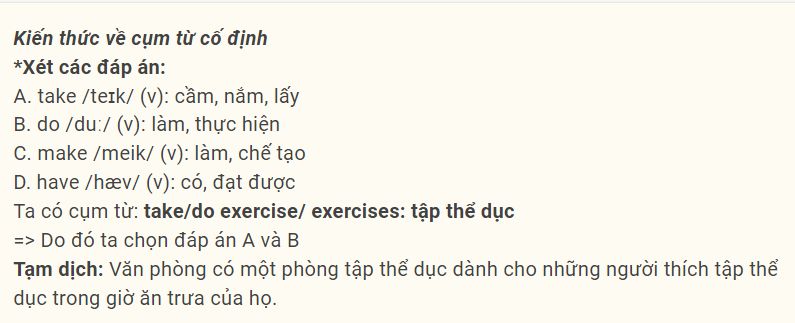 Kiến thức về cụm từ cố định
*Xét các đáp án:
A. take /teɪk/ (v): cầm, nắm, lấy
B. do /duː/ (v): làm, thực hiện
C. make /meik/ (v): làm, chế tạo
D. have /hæv/ (v): có, đạt được
Ta có cụm từ: take/do exercise/ exercises: tập thể dục
=> Do đó ta chọn đáp án A và B
Tạm dịch: Văn phòng có một phòng tập thể dục dành cho những người thích tập thể
dục trong giờ ăn trưa của họ.